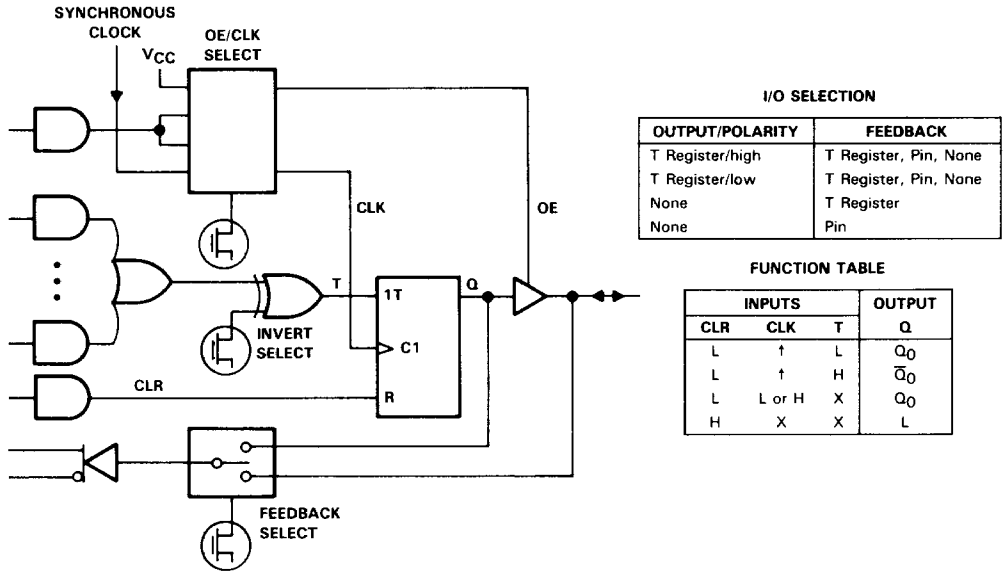 SYNCHRONOUS
CLOCK
VCC
OE/CLK
SELECT
CLK
OE
T
Q
1T
C1
R
INVERT
SELECT
CLR
FEEDBACK
SELECT
I/O SELECTION
OUTPUT/POLARITY FEEDBACK
T Register/high T Register, Pin, None
T Register/low T Register, Pin, None
None T Register
None Pin
FUNCTION TABLE
INPUTS OUTPUT
CLR CLK T Q
L ↑ L Q0
L ↑ H Q̅0
L L or H X Q0
H X X L